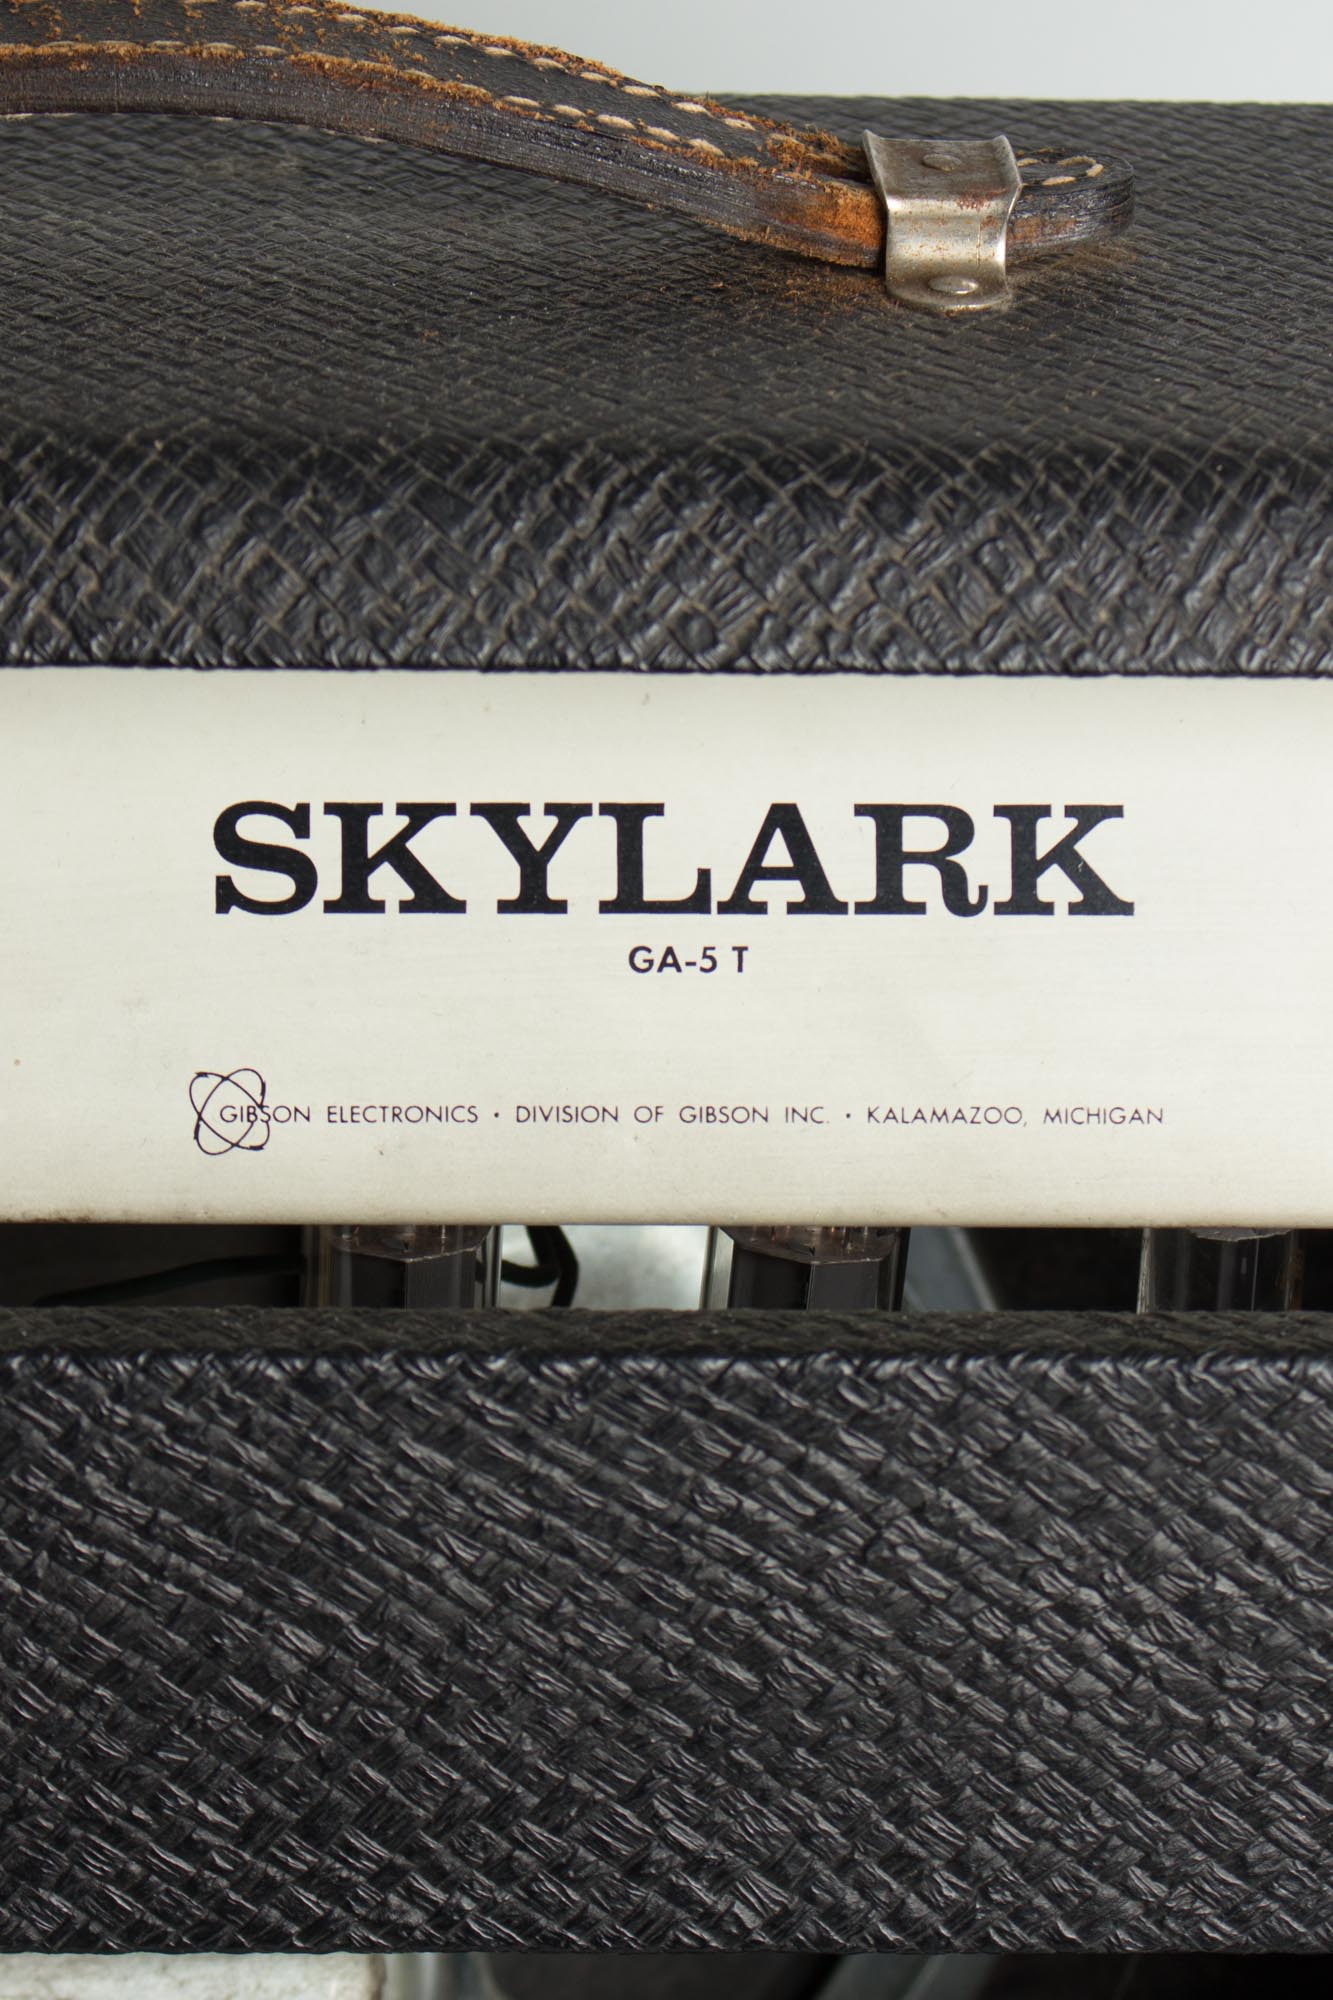 SKYLARK
GA-5 T
GIBSON ELECTRONICS • DIVISION OF GIBSON INC. • KALAMAZOO, MICHIGAN